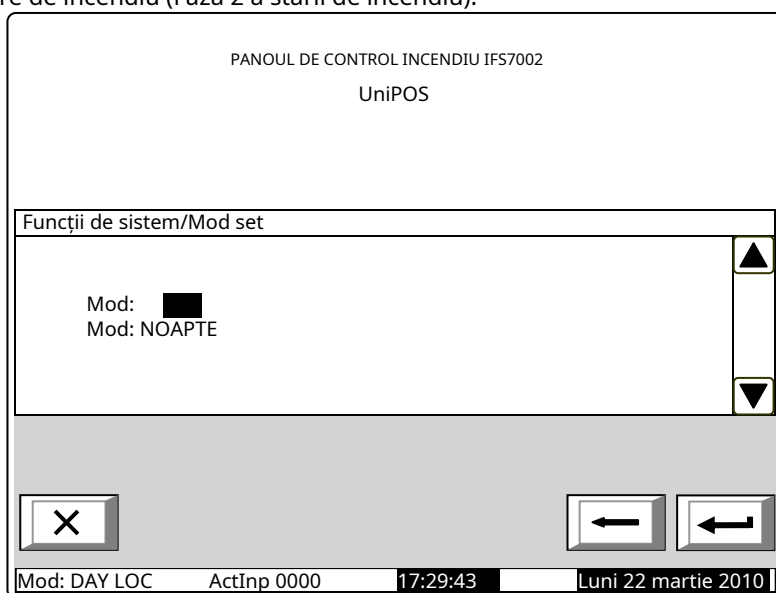 re de incendiu (Faza 2 a stării de incendiu).
PANOUL DE CONTROL INCENDIU IFS7002
UniPOS
Funcții de sistem/Mod set
Mod:
Mod: NOAPTE
Mod: DAY LOC ActInp 0000 17:29:43 Luni 22 martie 2010